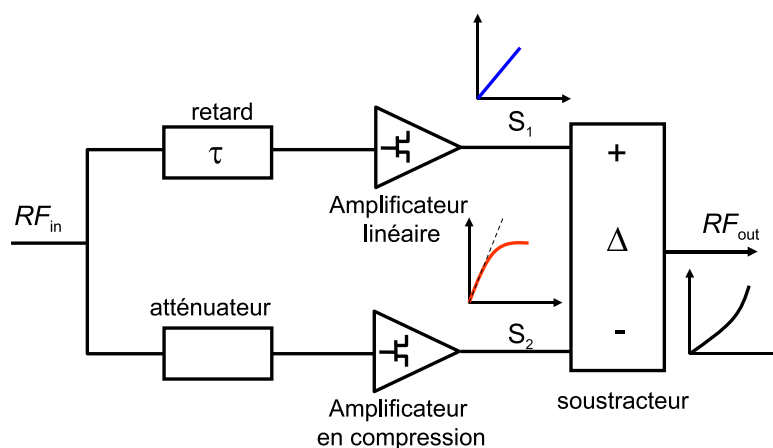 retard
τ
S1
+
Amplificateur
linéaire
RFin
Δ
RFout
atténuateur
S2
-
Amplificateur
en compression
soustracteur